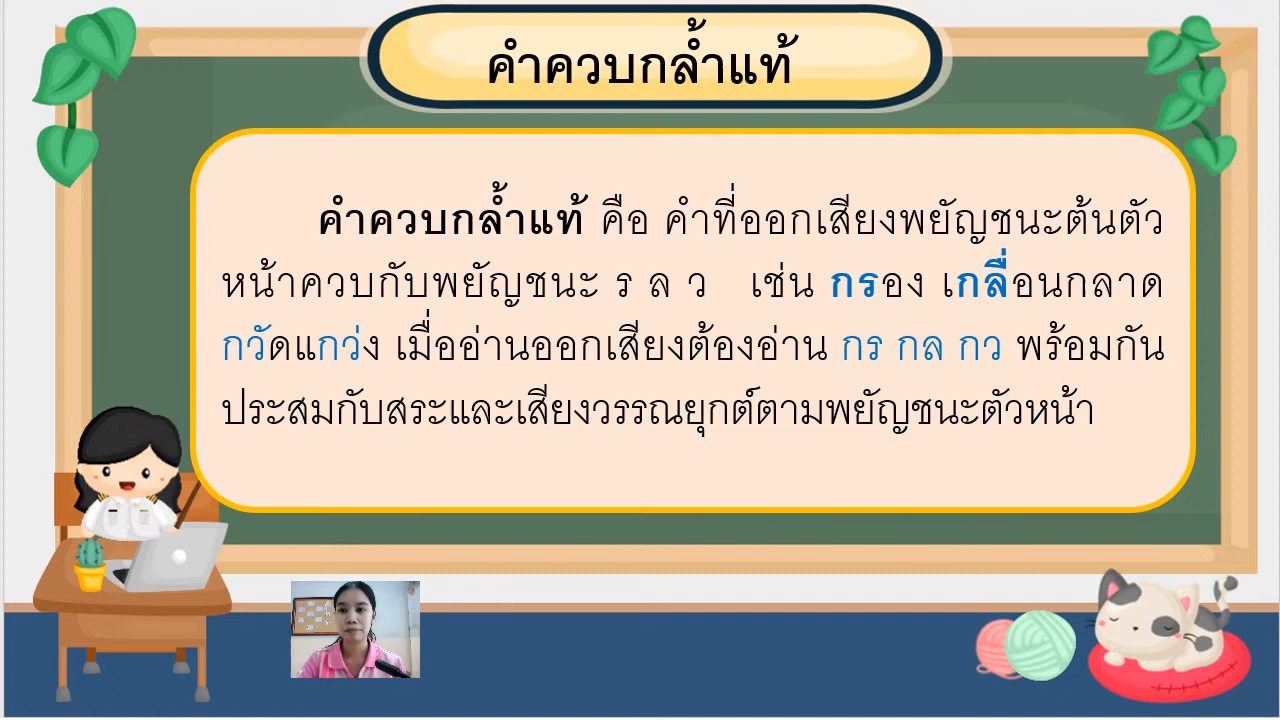 คำควบกล้ำแท้
คำควบกล้ำแท้ คือ คำที่ออกเสียงพยัญชนะต้นตัว
หน้าควบกับพยัญชนะ ร ล ว เช่น กรอง เกลื่อนกลาด
กวัดแกว่ง เมื่ออ่านออกเสียงต้องอ่าน กร กล กว พร้อมกัน
ประสมกับสระและเสียงวรรณยุกต์ตามพยัญชนะตัวหน้า